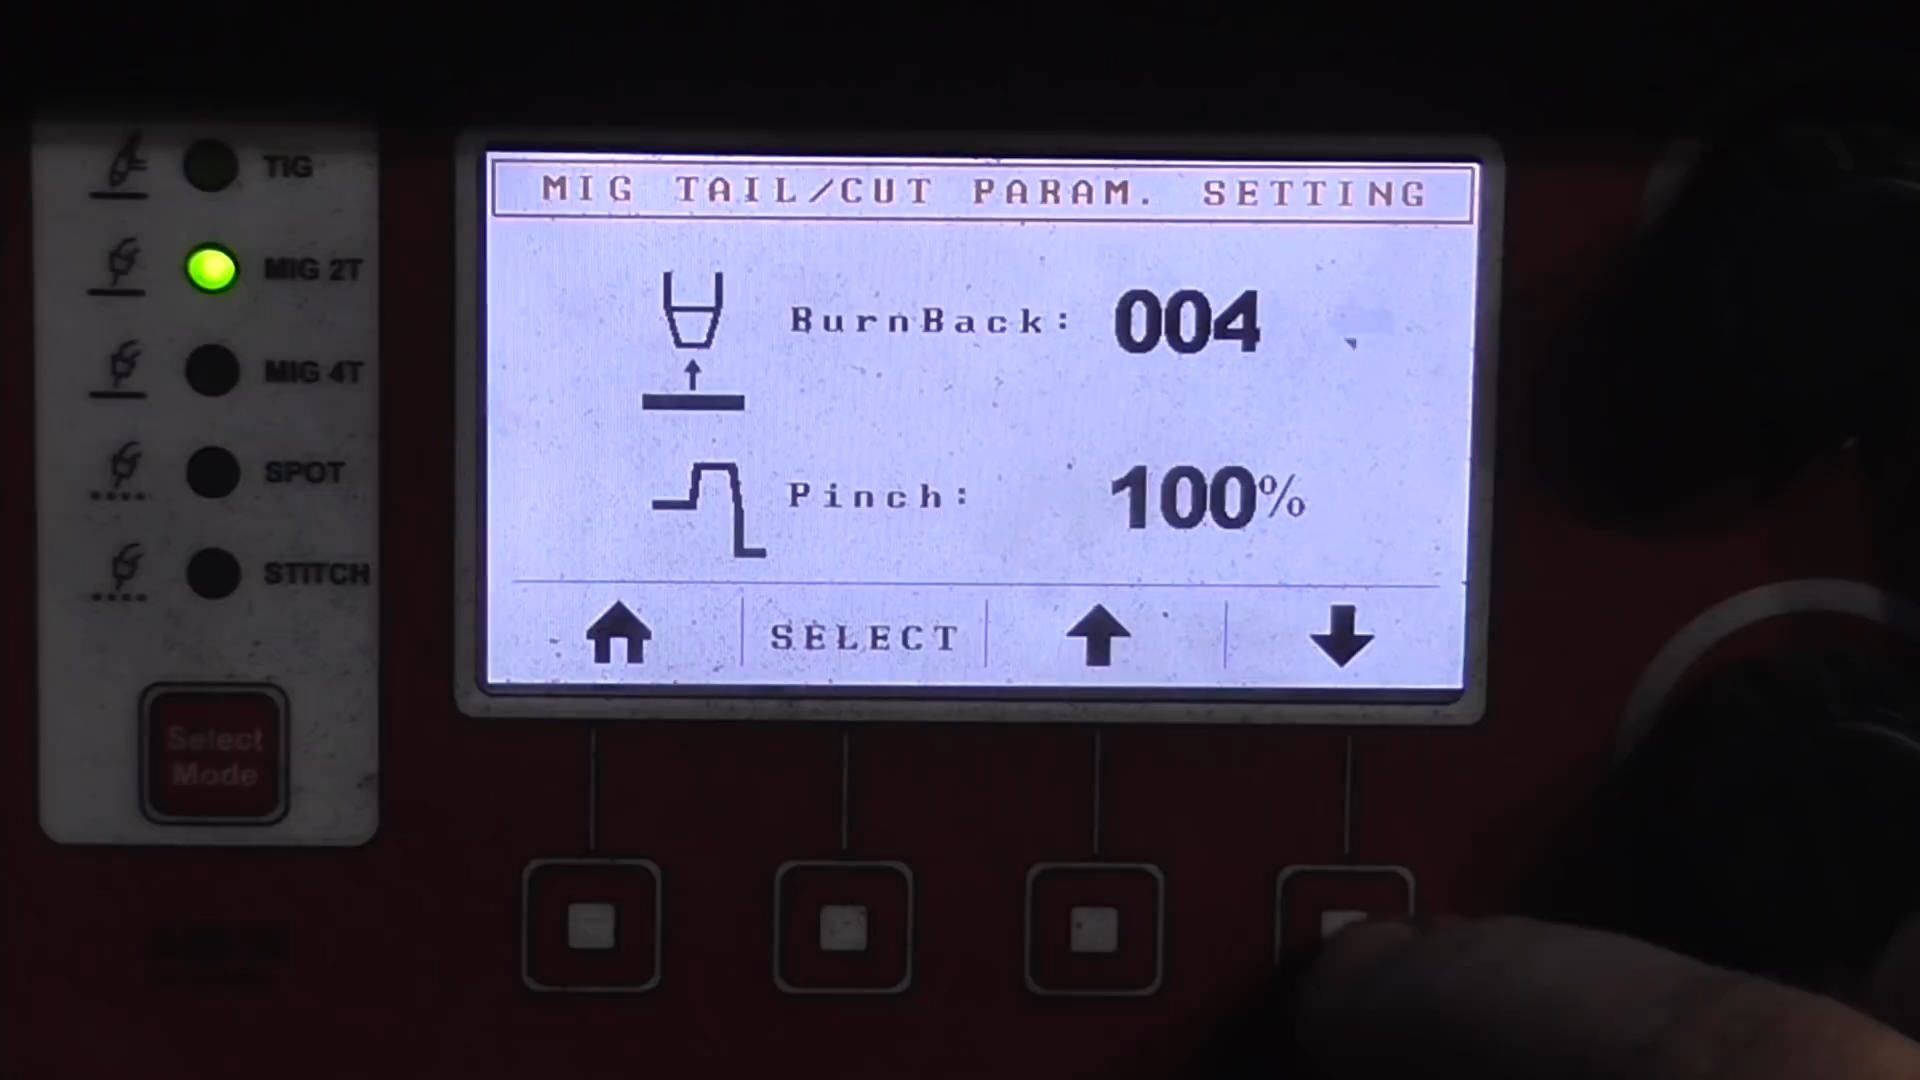 TIG
MIG 2T
MIG 4T
SPOT
STITCH
Select
Mode
MIG TAIL/CUT PARAM. SETTING
BurnBack: 004
Pinch: 100%
SELECT